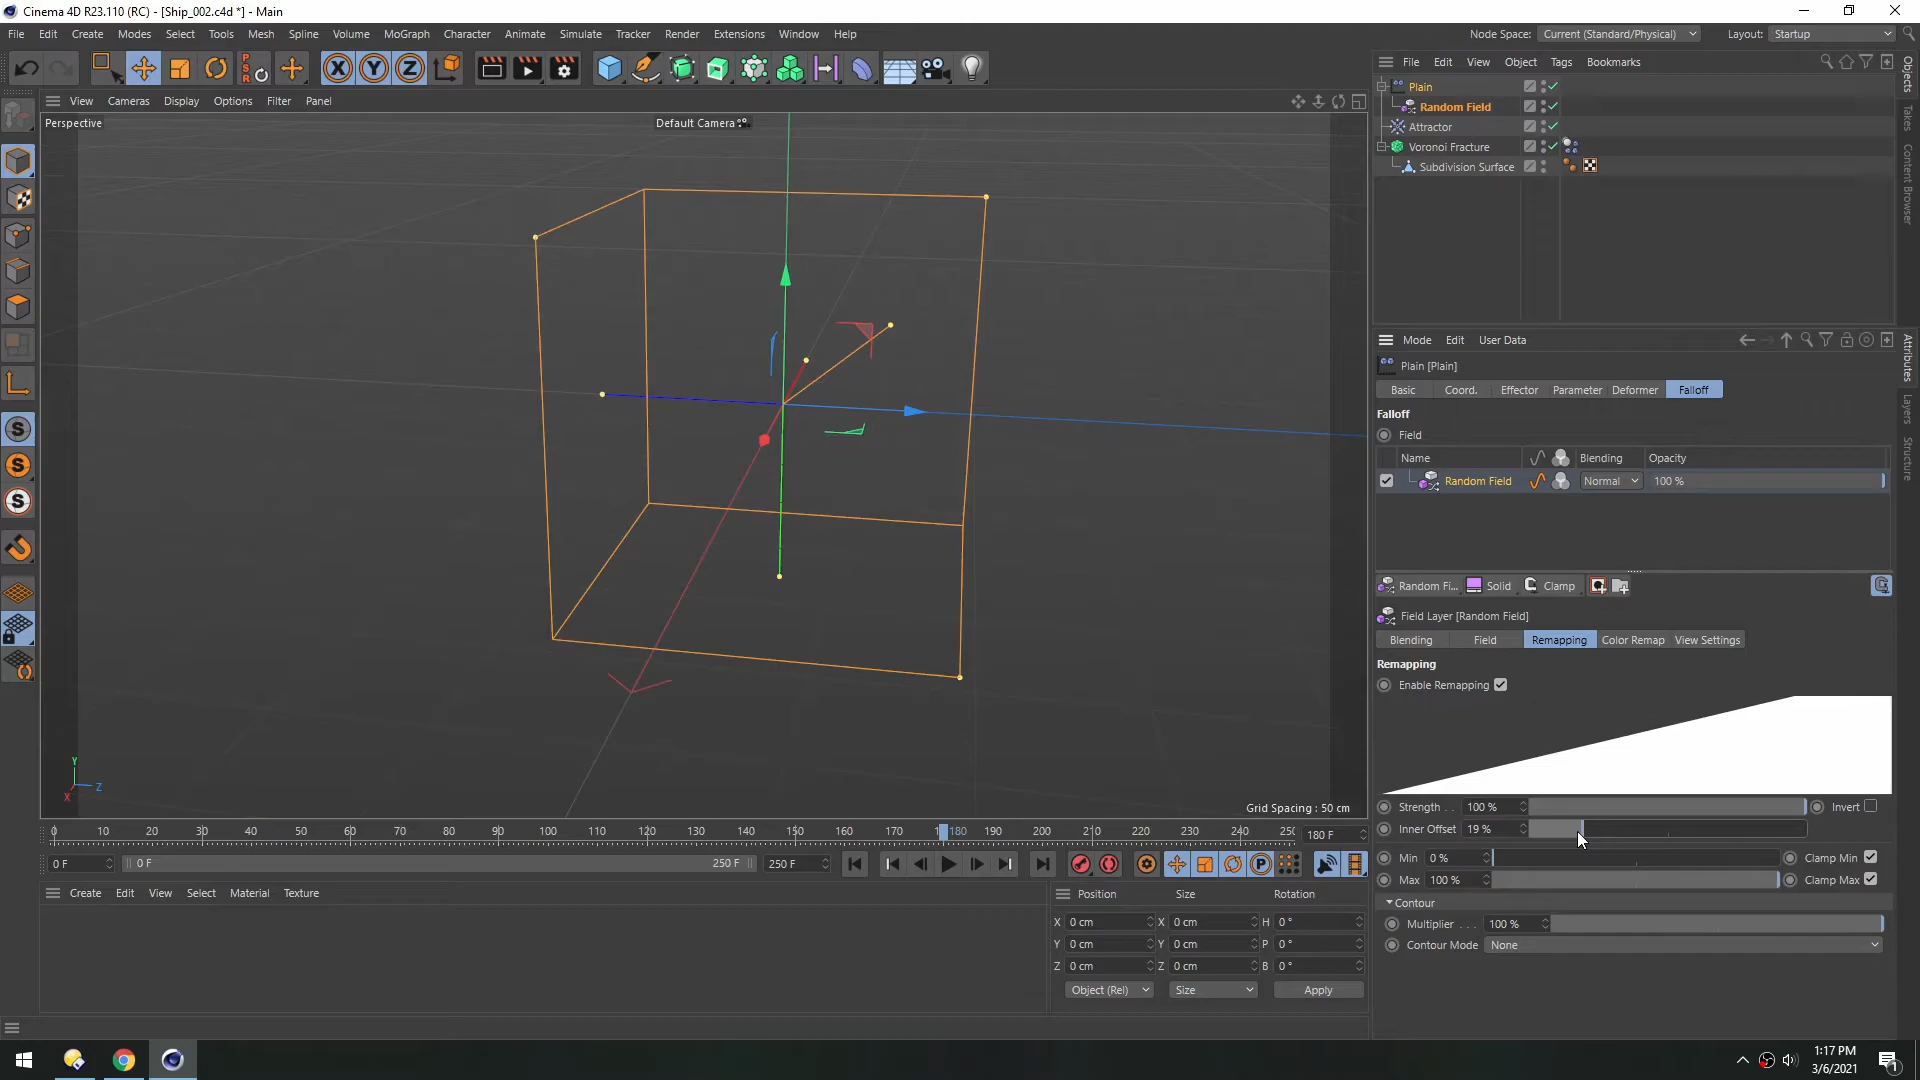 Cinema 4D R23.110 (RC) - [Ship_002.c4d *] - Main
File Edit Create Modes Select Tools Mesh Spline Volume MoGraph Character Animate Simulate Tracker Render Extensions Window Help
Node Space: Current (Standard/Physical) Layout: Startup
PSR X Y Z
File Edit View Object Tags Bookmarks
View Cameras Display Options Filter Panel
Perspective
Default Camera
Plain
Random Field
Attractor
Voronoi Fracture
Subdivision Surface
Objects
Takes
Content Browser
Attributes
Layers
Structure
Mode Edit User Data
Plain [Plain]
Basic Coord. Effector Parameter Deformer Falloff
Falloff
Field
Name Blending Opacity
Random Field Normal 100 %
Random Fi... Solid Clamp
Field Layer [Random Field]
Blending Field Remapping Color Remap View Settings
Remapping
Enable Remapping
Strength . . 100 % Invert
Inner Offset 19 %
Min 0 % Clamp Min
Max 100 % Clamp Max
Contour
Multiplier . . . 100 %
Contour Mode None
S
S
S
Y
Z
X
Grid Spacing : 50 cm
0 10 20 30 40 50 60 70 80 90 100 110 120 130 140 150 160 170 180 190 200 210 220 230 240 180 F
0 F 0 F 250 F 250 F
P
Create Edit View Select Material Texture
Position Size Rotation
X 0 cm X 0 cm H 0 °
Y 0 cm Y 0 cm P 0 °
Z 0 cm Z 0 cm B 0 °
Object (Rel) Size Apply
1:17 PM
3/6/2021
1